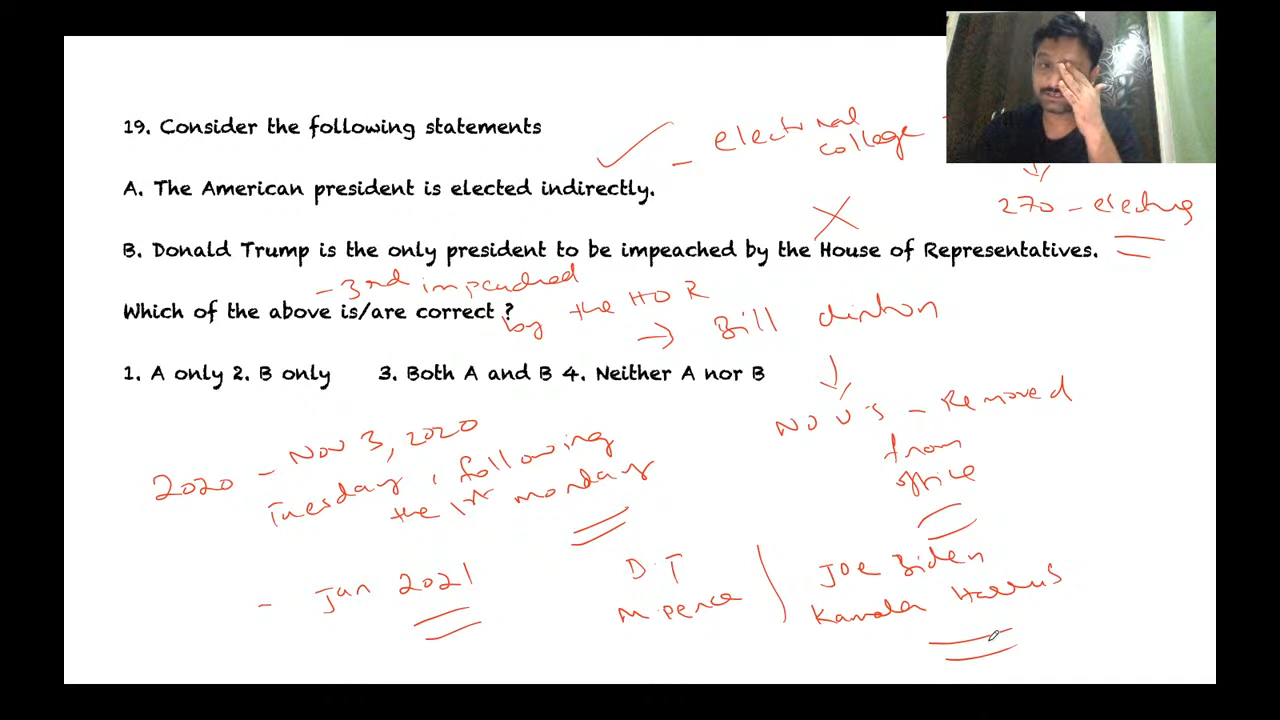 19. Consider the following statements
- electoral college
A. The American president is elected indirectly.
270 - electors
B. Donald Trump is the only president to be impeached by the House of Representatives.
- 3rd impeached
by the HOR
Which of the above is/are correct ?
→ Bill clinton
1. A only 2. B only 3. Both A and B 4. Neither A nor B
- Removed
from
office
2020 - Nov 3, 2020
Tuesday, following
the 1st monday
- Jan 2021
D.T
M.pence
Joe Biden
Kamala Harris